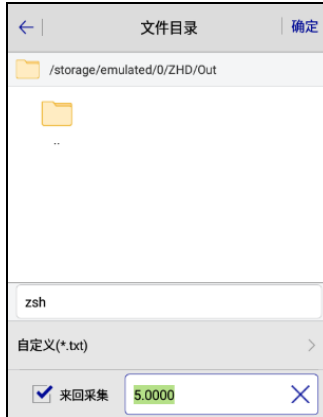 文件目录 确定
/storage/emulated/0/ZHD/Out
..
zsh
自定义(*.txt)
来回采集 5.0000